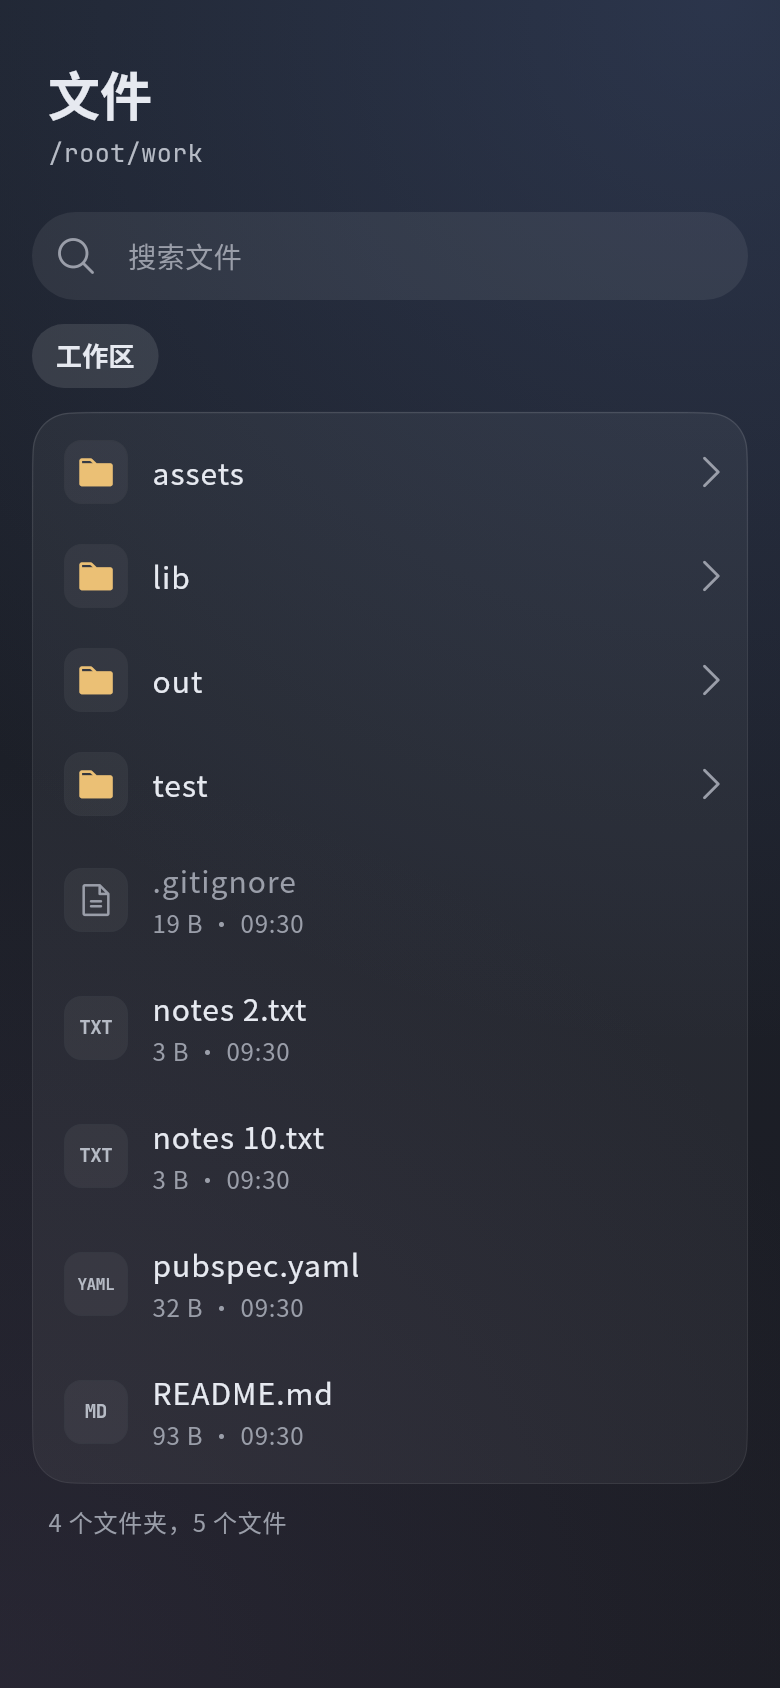 文件
/root/work
搜索文件
工作区
assets
lib
out
test
.gitignore
19 B • 09:30
TXT
notes 2.txt
3 B • 09:30
TXT
notes 10.txt
3 B • 09:30
YAML
pubspec.yaml
32 B • 09:30
MD
README.md
93 B • 09:30
4 个文件夹，5 个文件